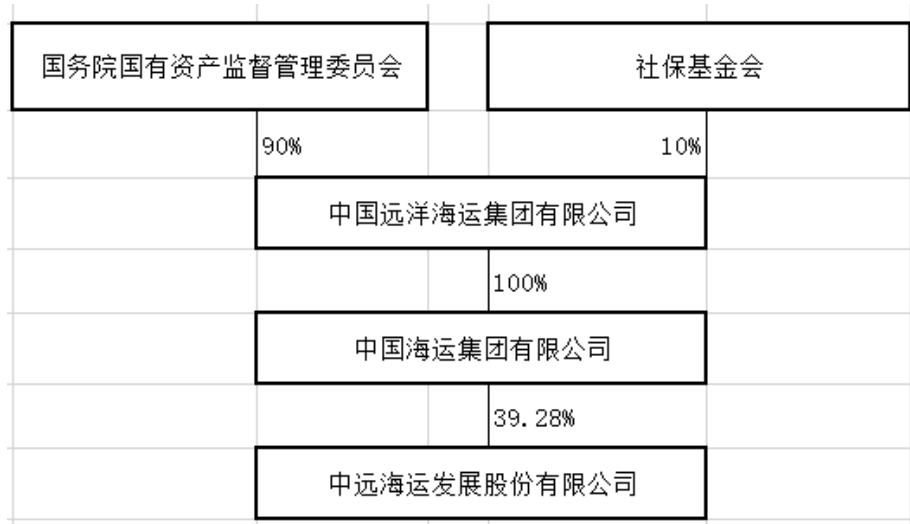 国务院国有资产监督管理委员会
社保基金会
90%
10%
中国远洋海运集团有限公司
100%
中国海运集团有限公司
39.28%
中远海运发展股份有限公司